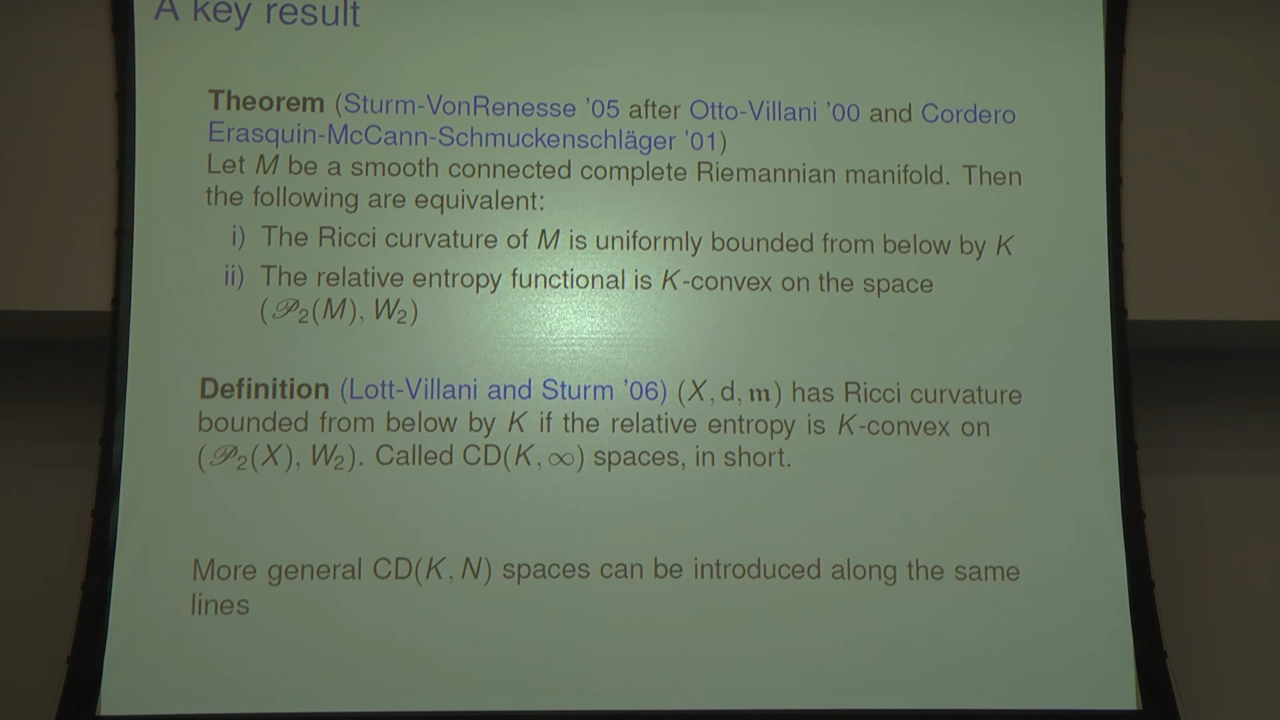 A key result
Theorem (Sturm-VonRenesse '05 after Otto-Villani '00 and Cordero
Erasquin-McCann-Schmuckenschläger '01)
Let M be a smooth connected complete Riemannian manifold. Then
the following are equivalent:
i) The Ricci curvature of M is uniformly bounded from below by K
ii) The relative entropy functional is K-convex on the space
(𝒫₂(M), W₂)
Definition (Lott-Villani and Sturm '06) (X, d, 𝔪) has Ricci curvature
bounded from below by K if the relative entropy is K-convex on
(𝒫₂(X), W₂). Called CD(K, ∞) spaces, in short.
More general CD(K, N) spaces can be introduced along the same
lines